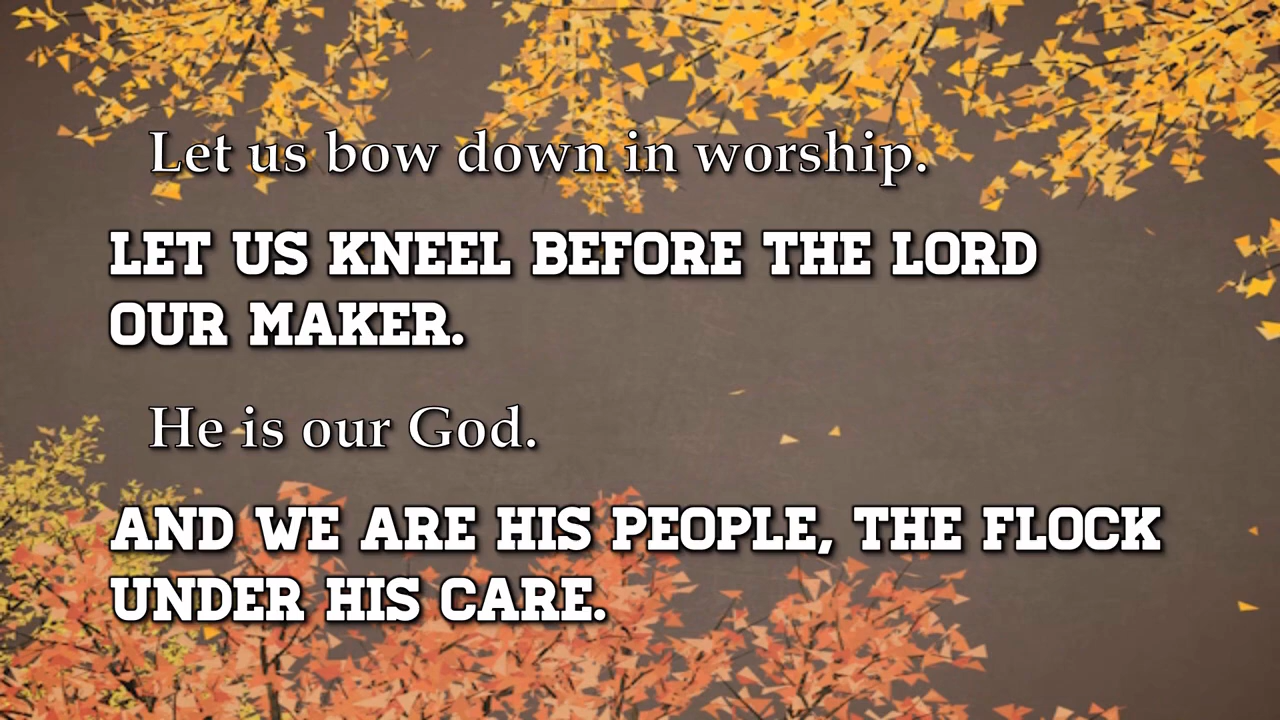 Let us bow down in worship.
LET US KNEEL BEFORE THE LORD
OUR MAKER.
He is our God.
AND WE ARE HIS PEOPLE, THE FLOCK
UNDER HIS CARE.